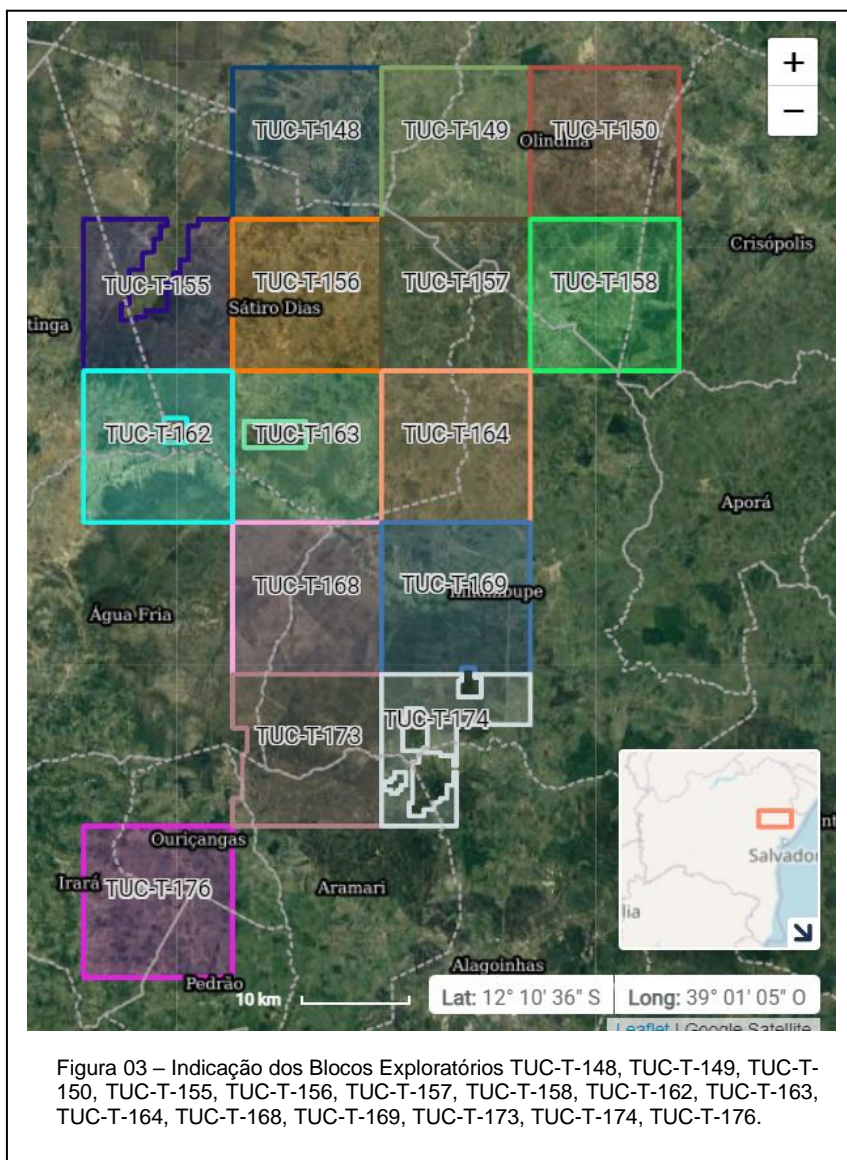 +
−
TUC-T-148
TUC-T-149
TUC-T-150
Olindina
Crisópolis
TUC-T-155
TUC-T-156
TUC-T-157
TUC-T-158
Sátiro Dias
tinga
TUC-T-162
TUC-T-163
TUC-T-164
Aporá
TUC-T-168
TUC-T-169
Água Fria
TUC-T-174
TUC-T-173
Salvador
lia
Ouriçangas
Irará
TUC-T-176
Aramari
Alagoinhas
Pedrão
10 km
Lat: 12° 10' 36" S Long: 39° 01' 05" O
Leaflet | Google Satellite
Figura 03 – Indicação dos Blocos Exploratórios TUC-T-148, TUC-T-149, TUC-T-
150, TUC-T-155, TUC-T-156, TUC-T-157, TUC-T-158, TUC-T-162, TUC-T-163,
TUC-T-164, TUC-T-168, TUC-T-169, TUC-T-173, TUC-T-174, TUC-T-176.